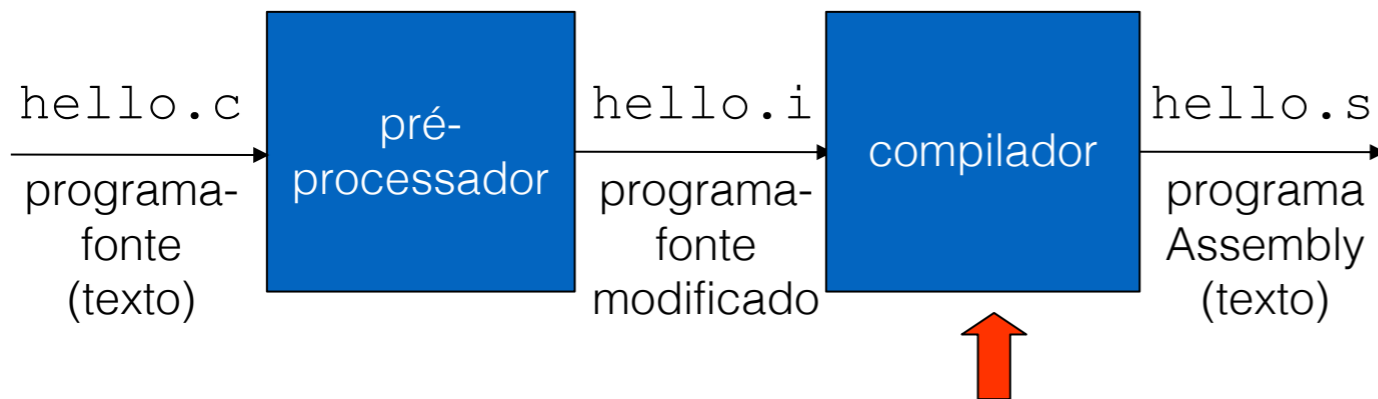 hello.c
programa-
fonte
(texto)
pré-
processador
hello.i
programa-
fonte
modificado
compilador
hello.s
programa
Assembly
(texto)